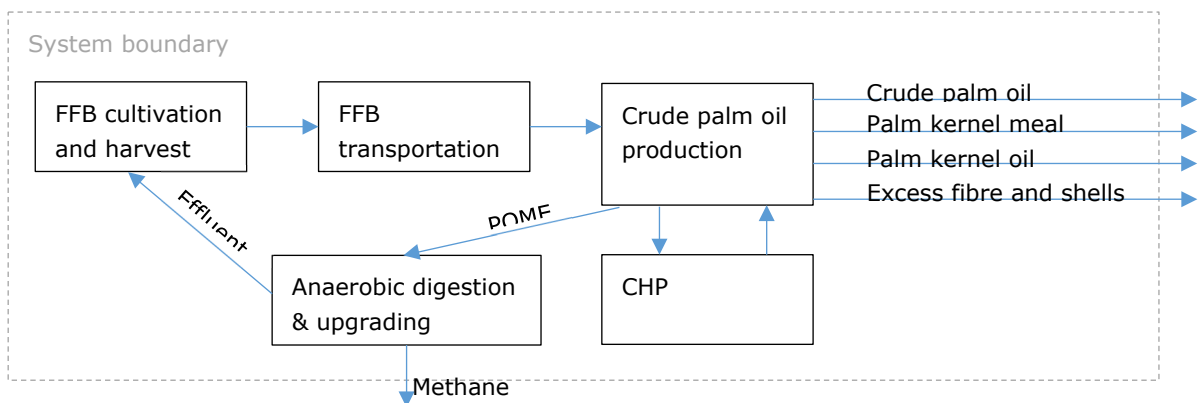 System boundary
FFB cultivation
and harvest
FFB
transportation
Crude palm oil
production
Crude palm oil
Palm kernel meal
Palm kernel oil
Excess fibre and shells
Effluent
POME
Anaerobic digestion
& upgrading
CHP
Methane